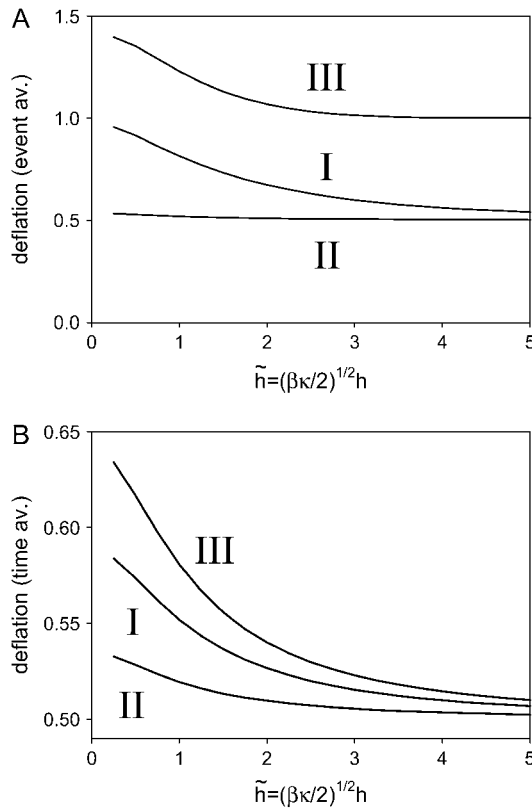 A
deflation (event av.)
1.5
1.0
0.5
0.0
III
I
II
0 1 2 3 4 5
h̃=(βκ/2)^{1/2}h
B
deflation (time av.)
0.65
0.60
0.55
0.50
III
I
II
0 1 2 3 4 5
h̃=(βκ/2)^{1/2}h